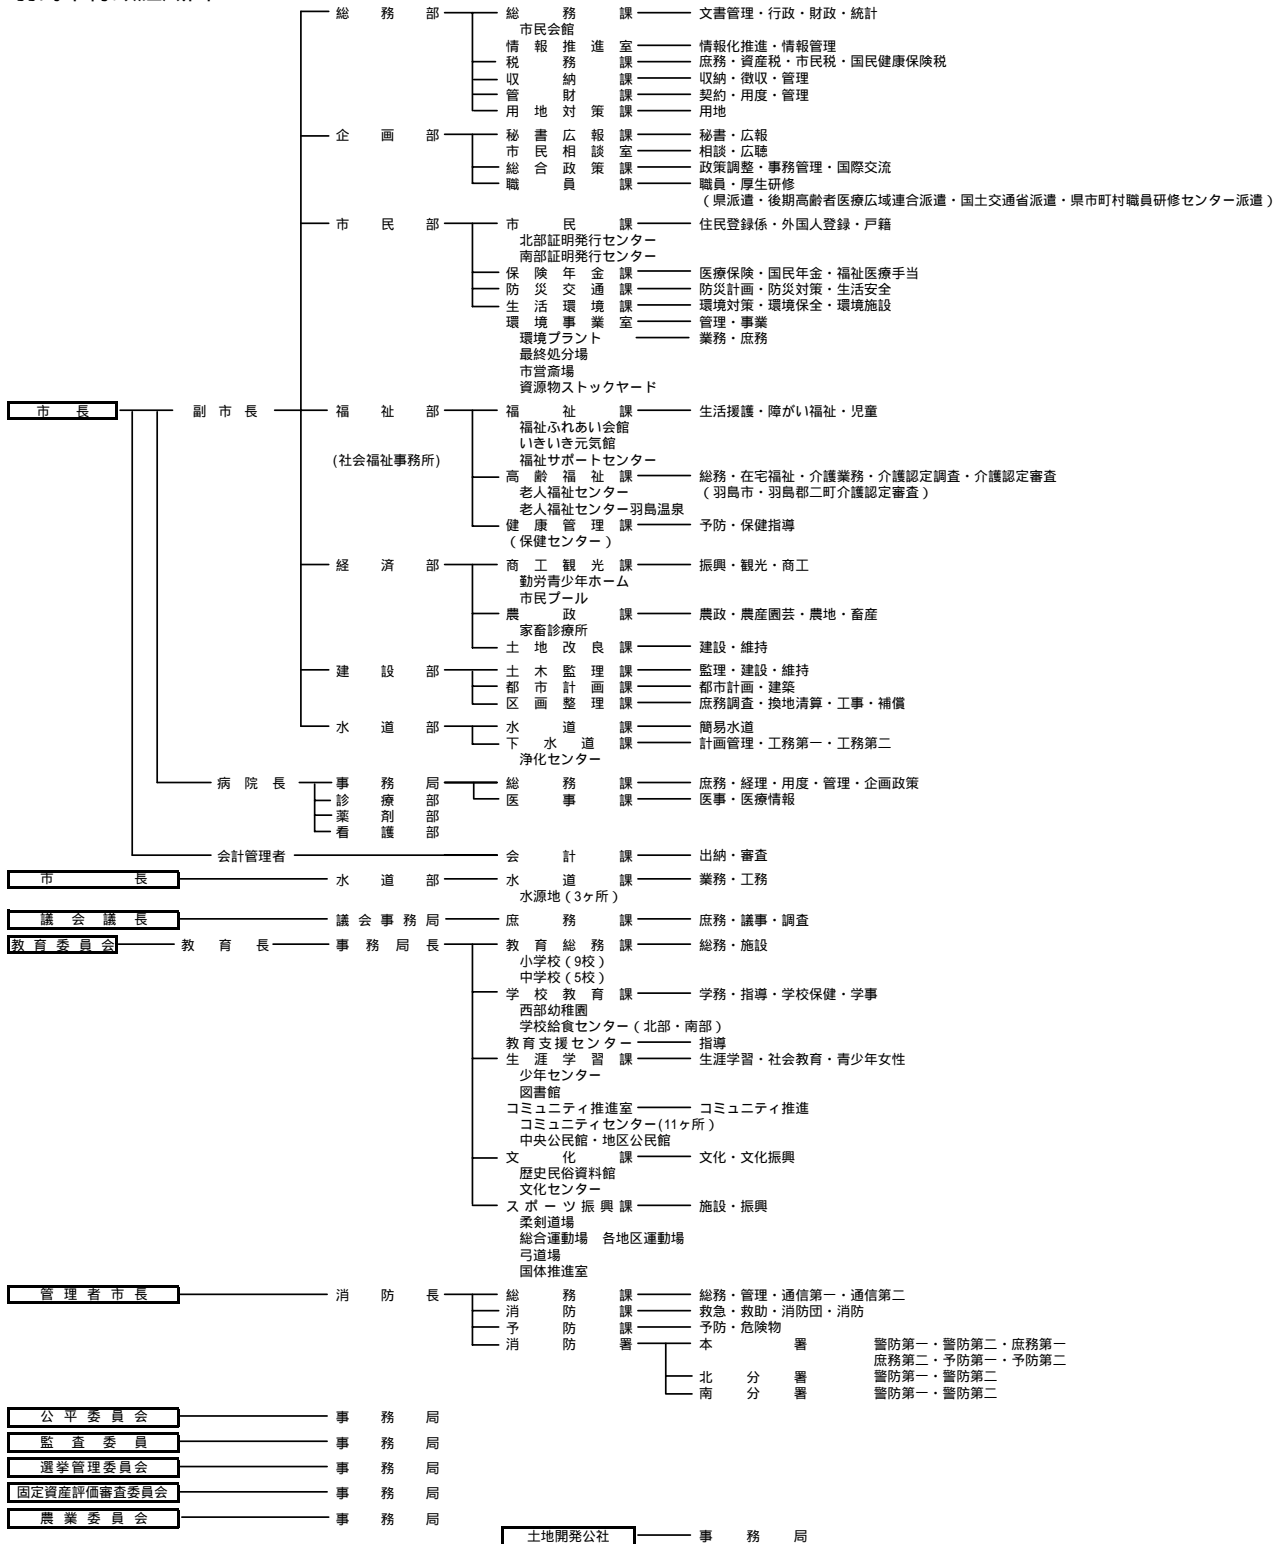 総務部 総務課 文書管理・行政・財政・統計
市民会館
情報推進室 情報化推進・情報管理
税務課 庶務・資産税・市民税・国民健康保険税
収納課 収納・徴収・管理
管財課 契約・用度・管理
用地対策課 用地
企画部 秘書広報課 秘書・広報
市民相談室 相談・広聴
総合政策課 政策調整・事務管理・国際交流
職員課 職員・厚生研修
（県派遣・後期高齢者医療広域連合派遣・国土交通省派遣・県市町村職員研修センター派遣）
市民部 市民課 住民登録係・外国人登録・戸籍
北部証明発行センター
南部証明発行センター
保険年金課 医療保険・国民年金・福祉医療手当
防災交通課 防災計画・防災対策・生活安全
生活環境課 環境対策・環境保全・環境施設
環境事業室 管理・事業
環境プラント 業務・庶務
最終処分場
市営斎場
資源物ストックヤード
市長 副市長 福祉部 福祉課 生活援護・障がい福祉・児童
福祉ふれあい会館
いきいき元気館
(社会福祉事務所) 福祉サポートセンター
高齢福祉課 総務・在宅福祉・介護業務・介護認定調査・介護認定審査
老人福祉センター （羽島市・羽島郡二町介護認定審査）
老人福祉センター羽島温泉
健康管理課 予防・保健指導
（保健センター）
経済部 商工観光課 振興・観光・商工
勤労青少年ホーム
市民プール
農政課 農政・農産園芸・農地・畜産
家畜診療所
土地改良課 建設・維持
建設部 土木監理課 監理・建設・維持
都市計画課 都市計画・建築
区画整理課 庶務調査・換地清算・工事・補償
水道部 水道課 簡易水道
下水道課 計画管理・工務第一・工務第二
浄化センター
病院長 事務局 総務課 庶務・経理・用度・管理・企画政策
診療部 医事課 医事・医療情報
薬剤部
看護部
会計管理者 会計課 出納・審査
市長 水道部 水道課 業務・工務
水源地（3ヶ所）
議会議長 議会事務局 庶務課 庶務・議事・調査
教育委員会 教育長 事務局長 教育総務課 総務・施設
小学校（9校）
中学校（5校）
学校教育課 学務・指導・学校保健・学事
西部幼稚園
学校給食センター（北部・南部）
教育支援センター 指導
生涯学習課 生涯学習・社会教育・青少年女性
少年センター
図書館
コミュニティ推進室 コミュニティ推進
コミュニティセンター(11ヶ所）
中央公民館・地区公民館
文化課 文化・文化振興
歴史民俗資料館
文化センター
スポーツ振興課 施設・振興
柔剣道場
総合運動場 各地区運動場
弓道場
国体推進室
管理者市長 消防長 総務課 総務・管理・通信第一・通信第二
消防課 救急・救助・消防団・消防
予防課 予防・危険物
消防署 本署 警防第一・警防第二・庶務第一
庶務第二・予防第一・予防第二
北分署 警防第一・警防第二
南分署 警防第一・警防第二
公平委員会 事務局
監査委員 事務局
選挙管理委員会 事務局
固定資産評価審査委員会 事務局
農業委員会 事務局
土地開発公社 事務局